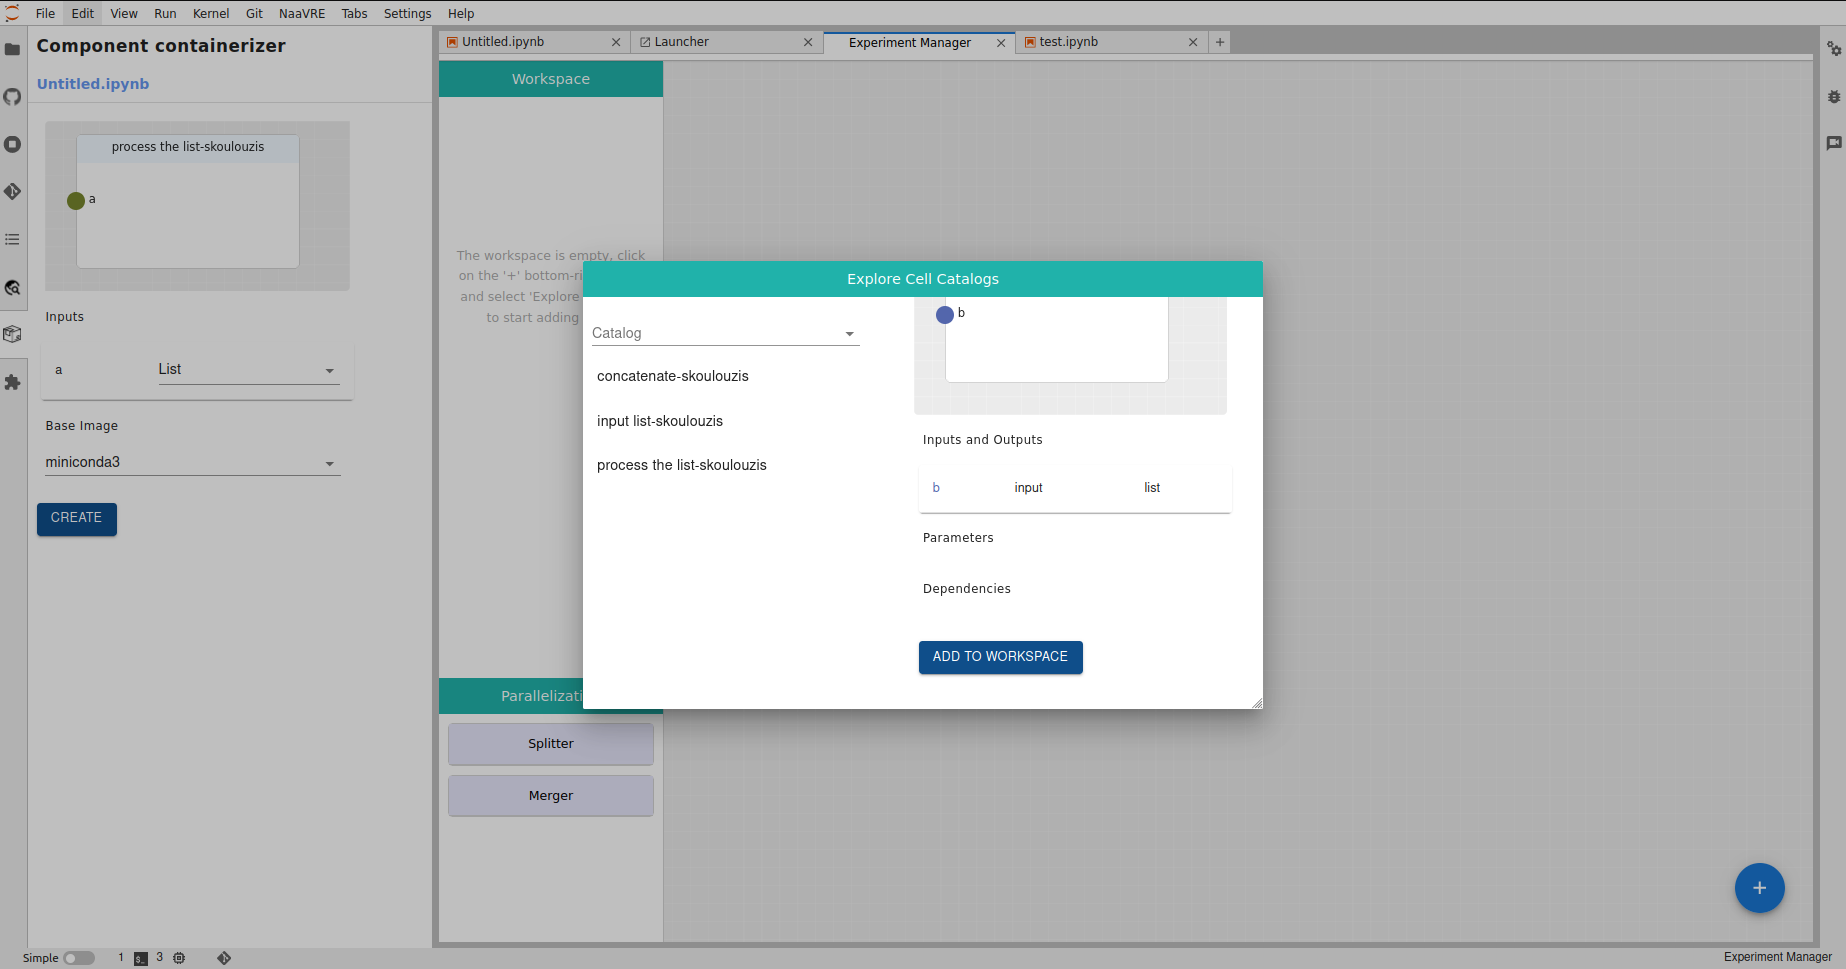 File Edit View Run Kernel Git NaaVRE Tabs Settings Help
Component containerizer
Untitled.ipynb
process the list-skoulouzis
a
Inputs
a List
Base Image
miniconda3
CREATE
Untitled.ipynb Launcher Experiment Manager test.ipynb
Workspace
The workspace is empty, click
on the '+' bottom-ri
and select 'Explore
to start adding
Explore Cell Catalogs
Catalog
concatenate-skoulouzis
input list-skoulouzis
process the list-skoulouzis
b
Inputs and Outputs
b input list
Parameters
Dependencies
ADD TO WORKSPACE
Parallelizati
Splitter
Merger
+
Simple 1 $_ 3
Experiment Manager